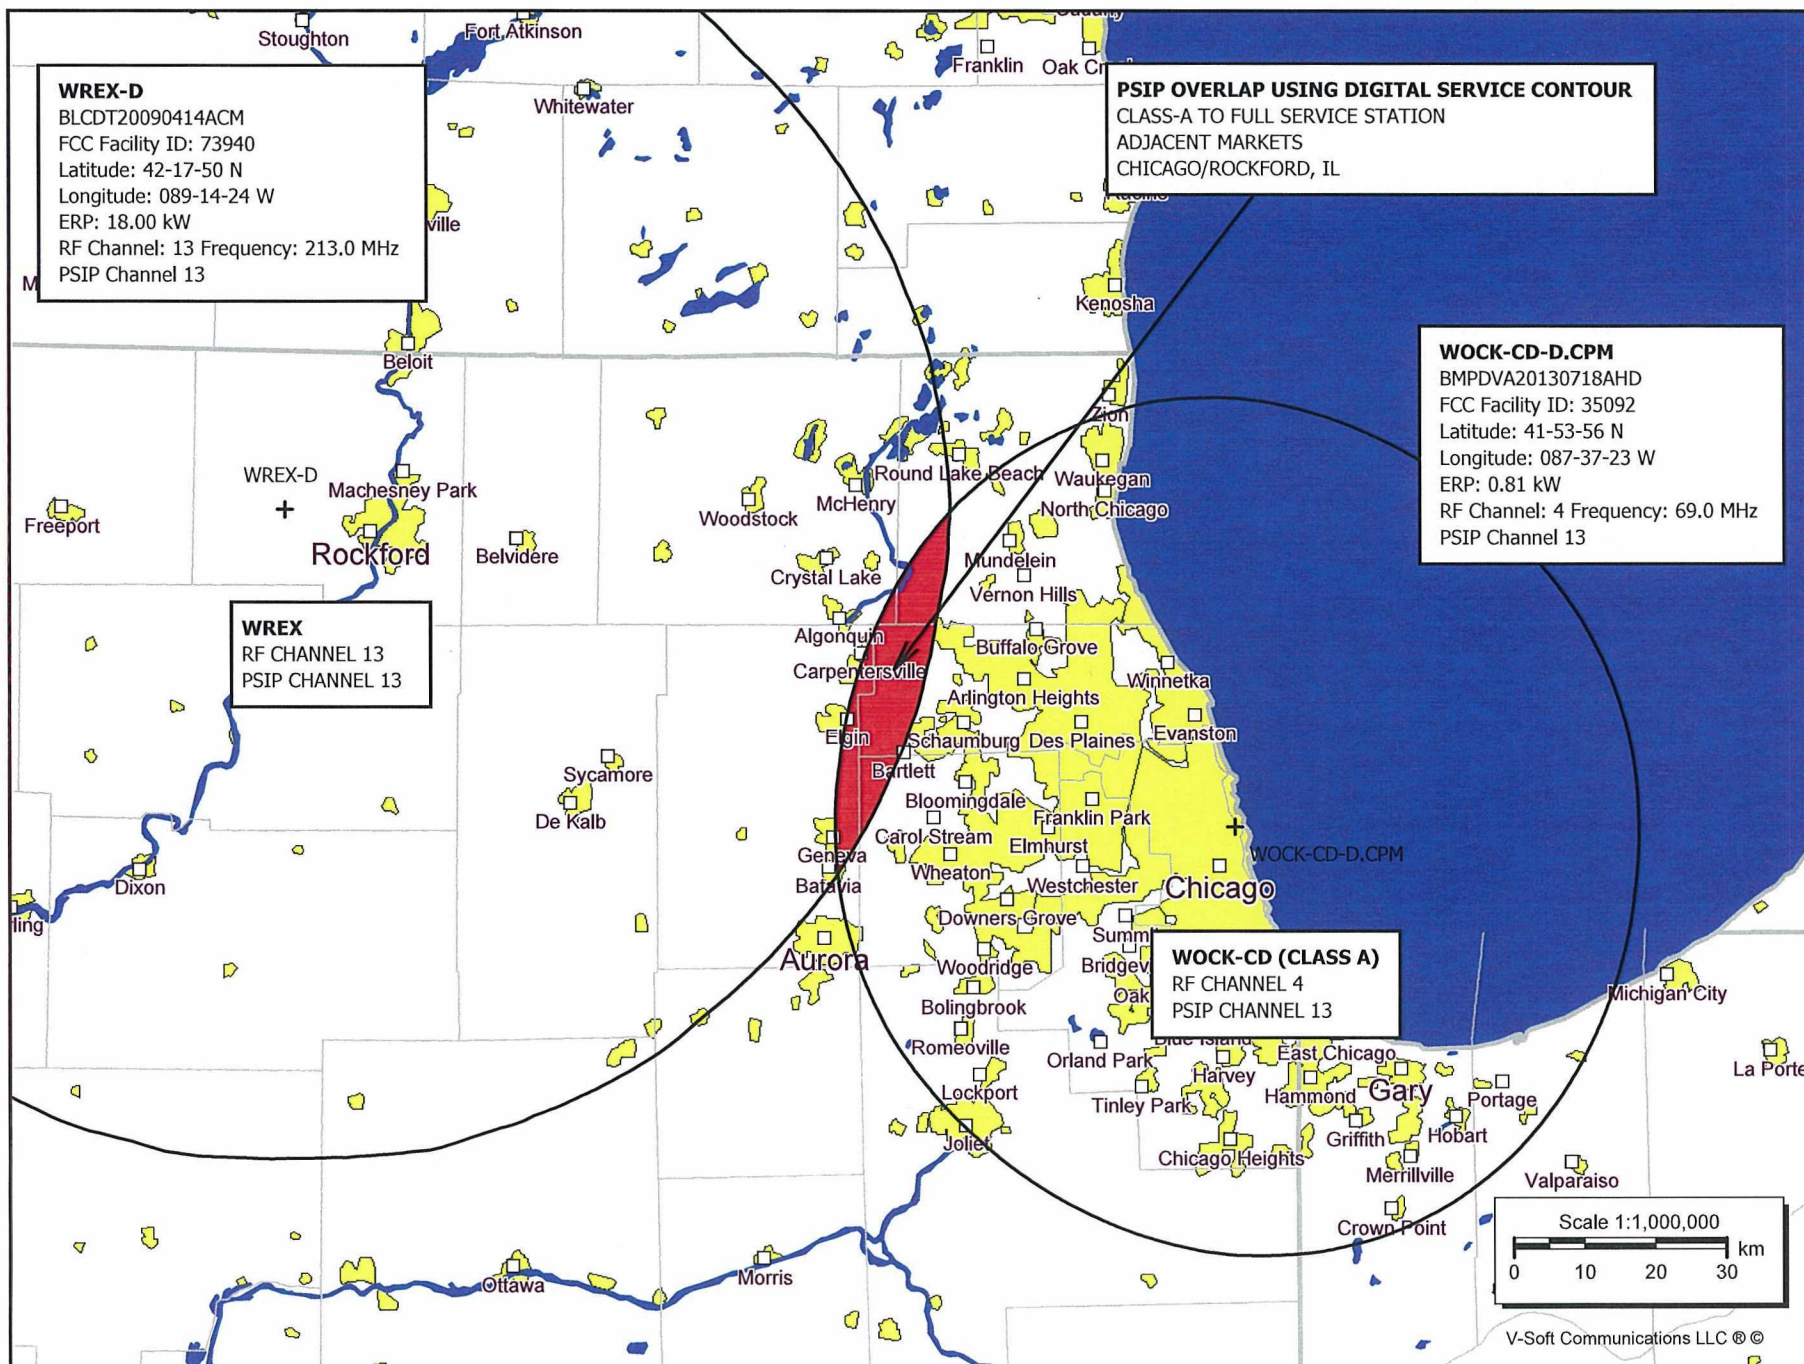 Stoughton
Fort Atkinson
Franklin
Whitewater
WREX-D
BLCDT20090414ACM
FCC Facility ID: 73940
Latitude: 42-17-50 N
Longitude: 089-14-24 W
ERP: 18.00 kW
RF Channel: 13 Frequency: 213.0 MHz
PSIP Channel 13
PSIP OVERLAP USING DIGITAL SERVICE CONTOUR
CLASS-A TO FULL SERVICE STATION
ADJACENT MARKETS
CHICAGO/ROCKFORD, IL
Kenosha
WOCK-CD-D.CPM
BMPDVA20130718AHD
FCC Facility ID: 35092
Latitude: 41-53-56 N
Longitude: 087-37-23 W
ERP: 0.81 kW
RF Channel: 4 Frequency: 69.0 MHz
PSIP Channel 13
Beloit
Zion
WREX-D
Round Lake Beach
Waukegan
Machesney Park
McHenry
North Chicago
Freeport
Woodstock
Rockford
Belvidere
Mundelein
Crystal Lake
Vernon Hills
WREX
RF CHANNEL 13
PSIP CHANNEL 13
Algonquin
Buffalo Grove
Carpentersville
Winnetka
Arlington Heights
Elgin
Schaumburg
Des Plaines
Evanston
Bartlett
Sycamore
Bloomingdale
De Kalb
Franklin Park
Carol Stream
Elmhurst
Geneva
WOCK-CD-D.CPM
Wheaton
Batavia
Westchester
Chicago
Dixon
Downers Grove
ling
Summi
Aurora
Woodridge
Bridgev
WOCK-CD (CLASS A)
RF CHANNEL 4
PSIP CHANNEL 13
Oak
Michigan City
Bolingbrook
Romeoville
Orland Park
Blue Island
East Chicago
La Porte
Harvey
Lockport
Hammond
Gary
Portage
Tinley Park
Joliet
Griffith
Hobart
Chicago Heights
Merrillville
Valparaiso
Crown Point
Scale 1:1,000,000
km
0 10 20 30
Ottawa
Morris
V-Soft Communications LLC ® ©